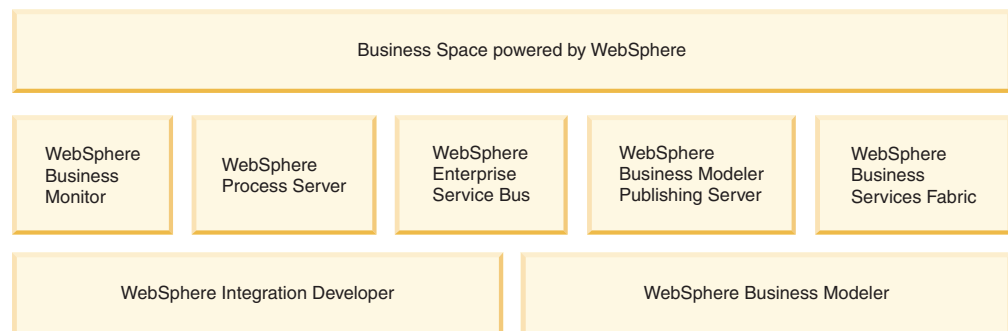 Business Space powered by WebSphere
WebSphere
Business
Monitor
WebSphere
Process Server
WebSphere
Enterprise
Service Bus
WebSphere
Business Modeler
Publishing Server
WebSphere
Business
Services Fabric
WebSphere Integration Developer
WebSphere Business Modeler